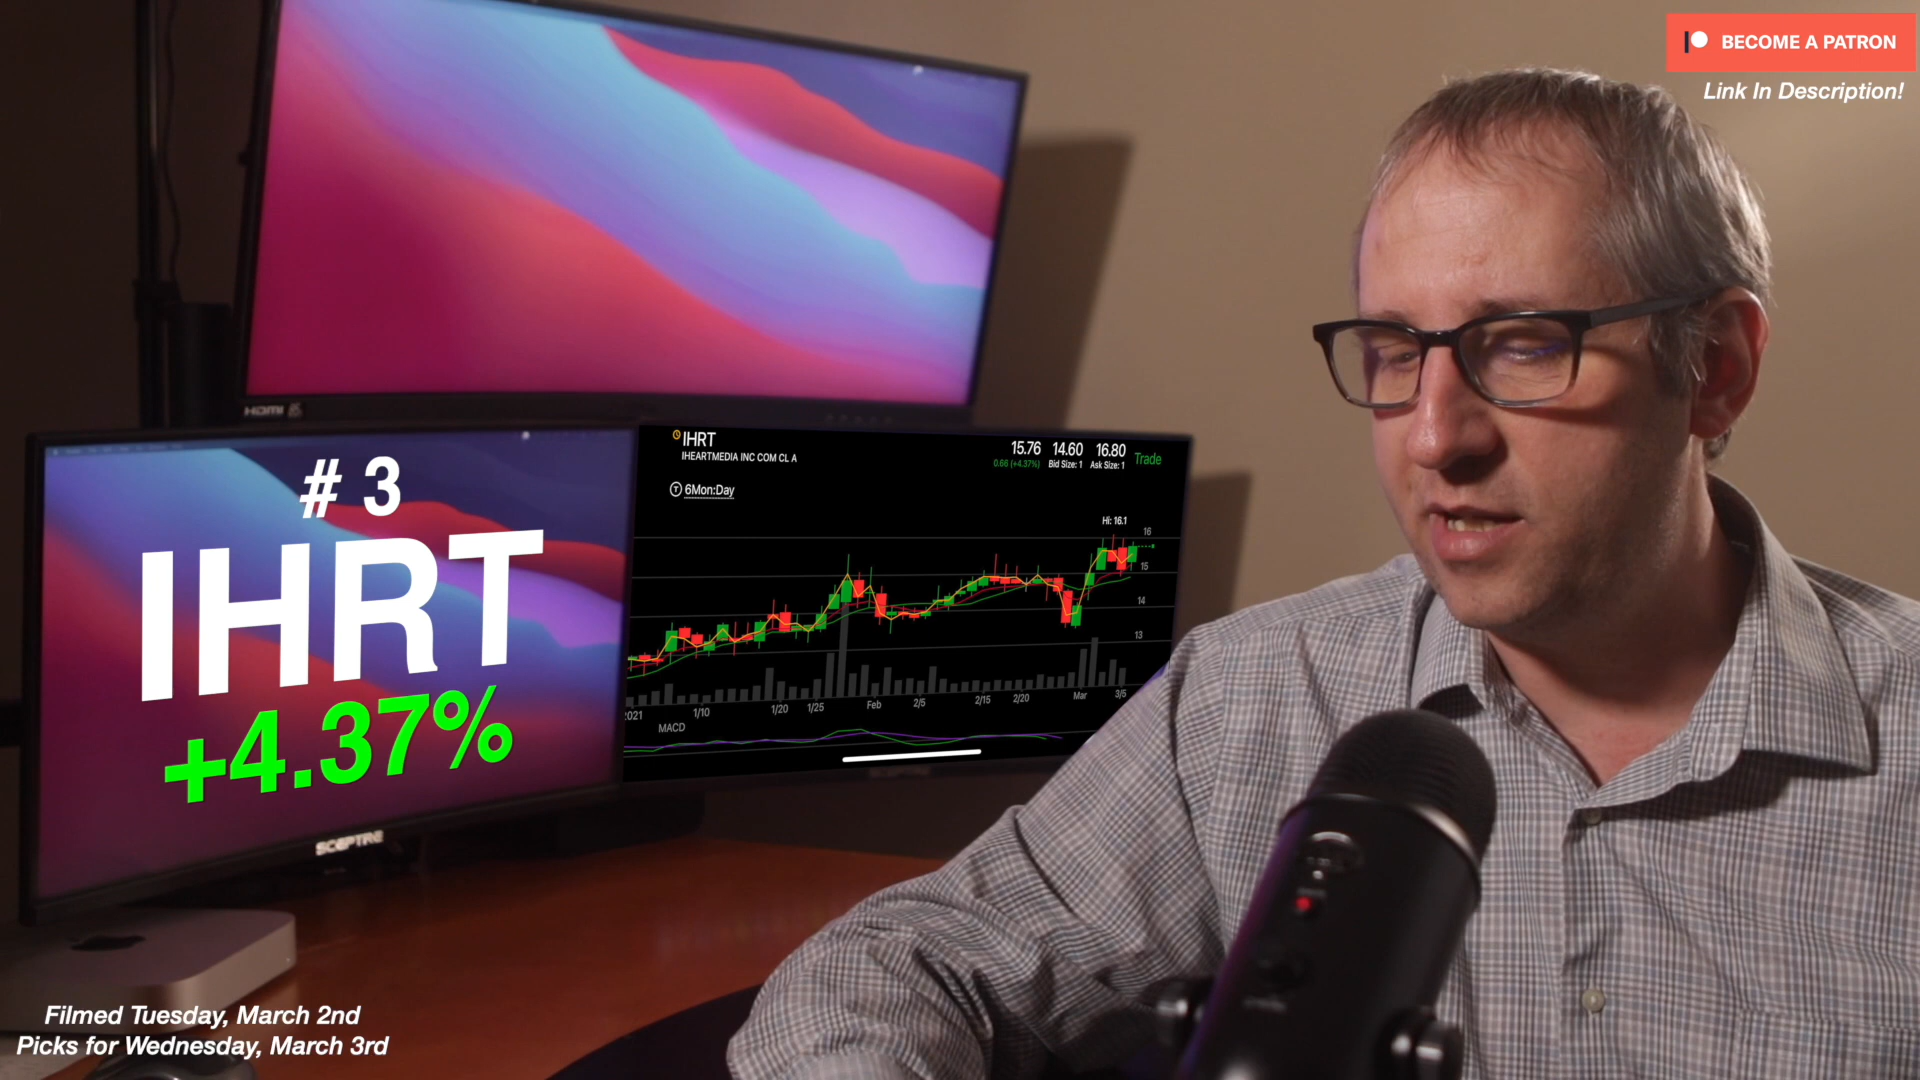 BECOME A PATRON
Link In Description!
HDMI
# 3
IHRT
+4.37%
SCEPTRE
IHRT
IHEARTMEDIA INC COM CL A
15.76 14.60 16.80 Trade
0.66 (+4.37%) Bid Size: 1 Ask Size: 1
T 6Mon:Day
Hi: 16.1
16
15
14
13
2021 1/10 1/20 1/25 Feb 2/5 2/15 2/20 Mar 3/5
MACD
Filmed Tuesday, March 2nd
Picks for Wednesday, March 3rd